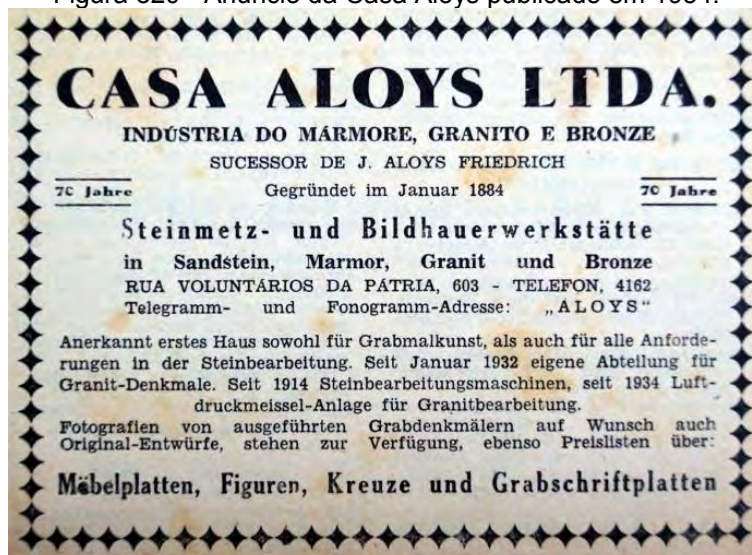 CASA ALOYS LTDA.
INDÚSTRIA DO MÁRMORE, GRANITO E BRONZE
SUCESSOR DE J. ALOYS FRIEDRICH
70 Jahre Gegründet im Januar 1884 70 Jahre
Steinmetz- und Bildhauerwerkstätte
in Sandstein, Marmor, Granit und Bronze
RUA VOLUNTÁRIOS DA PÁTRIA, 603 - TELEFON, 4162
Telegramm- und Fonogramm-Adresse: „ALOYS“
Anerkannt erstes Haus sowohl für Grabmalkunst, als auch für alle Anforde-
rungen in der Steinbearbeitung. Seit Januar 1932 eigene Abteilung für
Granit-Denkmale. Seit 1914 Steinbearbeitungsmaschinen, seit 1934 Luft-
druckmeissel-Anlage für Granitbearbeitung.
Fotografien von ausgeführten Grabdenkmälern auf Wunsch auch
Original-Entwürfe, stehen zur Verfügung, ebenso Preislisten über:
Möbelplatten, Figuren, Kreuze und Grabschriftplatten